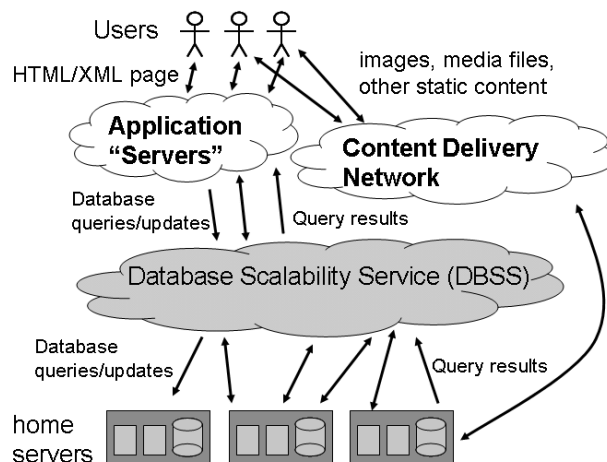 Users
HTML/XML page
images, media files,
other static content
Application
“Servers”
Content Delivery
Network
Database
queries/updates
Query results
Database Scalability Service (DBSS)
Database
queries/updates
Query results
home
servers